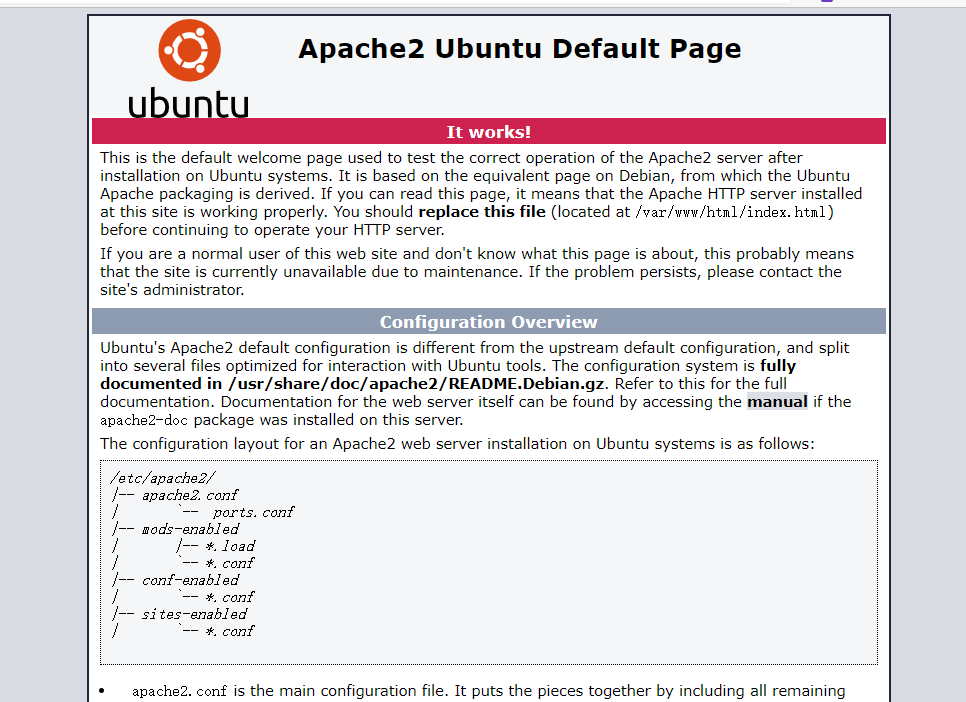 ubuntu
Apache2 Ubuntu Default Page
It works!
This is the default welcome page used to test the correct operation of the Apache2 server after
installation on Ubuntu systems. It is based on the equivalent page on Debian, from which the Ubuntu
Apache packaging is derived. If you can read this page, it means that the Apache HTTP server installed
at this site is working properly. You should replace this file (located at /var/www/html/index.html)
before continuing to operate your HTTP server.
If you are a normal user of this web site and don't know what this page is about, this probably means
that the site is currently unavailable due to maintenance. If the problem persists, please contact the
site's administrator.
Configuration Overview
Ubuntu's Apache2 default configuration is different from the upstream default configuration, and split
into several files optimized for interaction with Ubuntu tools. The configuration system is fully
documented in /usr/share/doc/apache2/README.Debian.gz. Refer to this for the full
documentation. Documentation for the web server itself can be found by accessing the manual if the
apache2-doc package was installed on this server.
The configuration layout for an Apache2 web server installation on Ubuntu systems is as follows:
/etc/apache2/
|-- apache2.conf
|       `--  ports.conf
|-- mods-enabled
|       |-- *.load
|       `-- *.conf
|-- conf-enabled
|       `-- *.conf
|-- sites-enabled
|       `-- *.conf
• apache2.conf is the main configuration file. It puts the pieces together by including all remaining